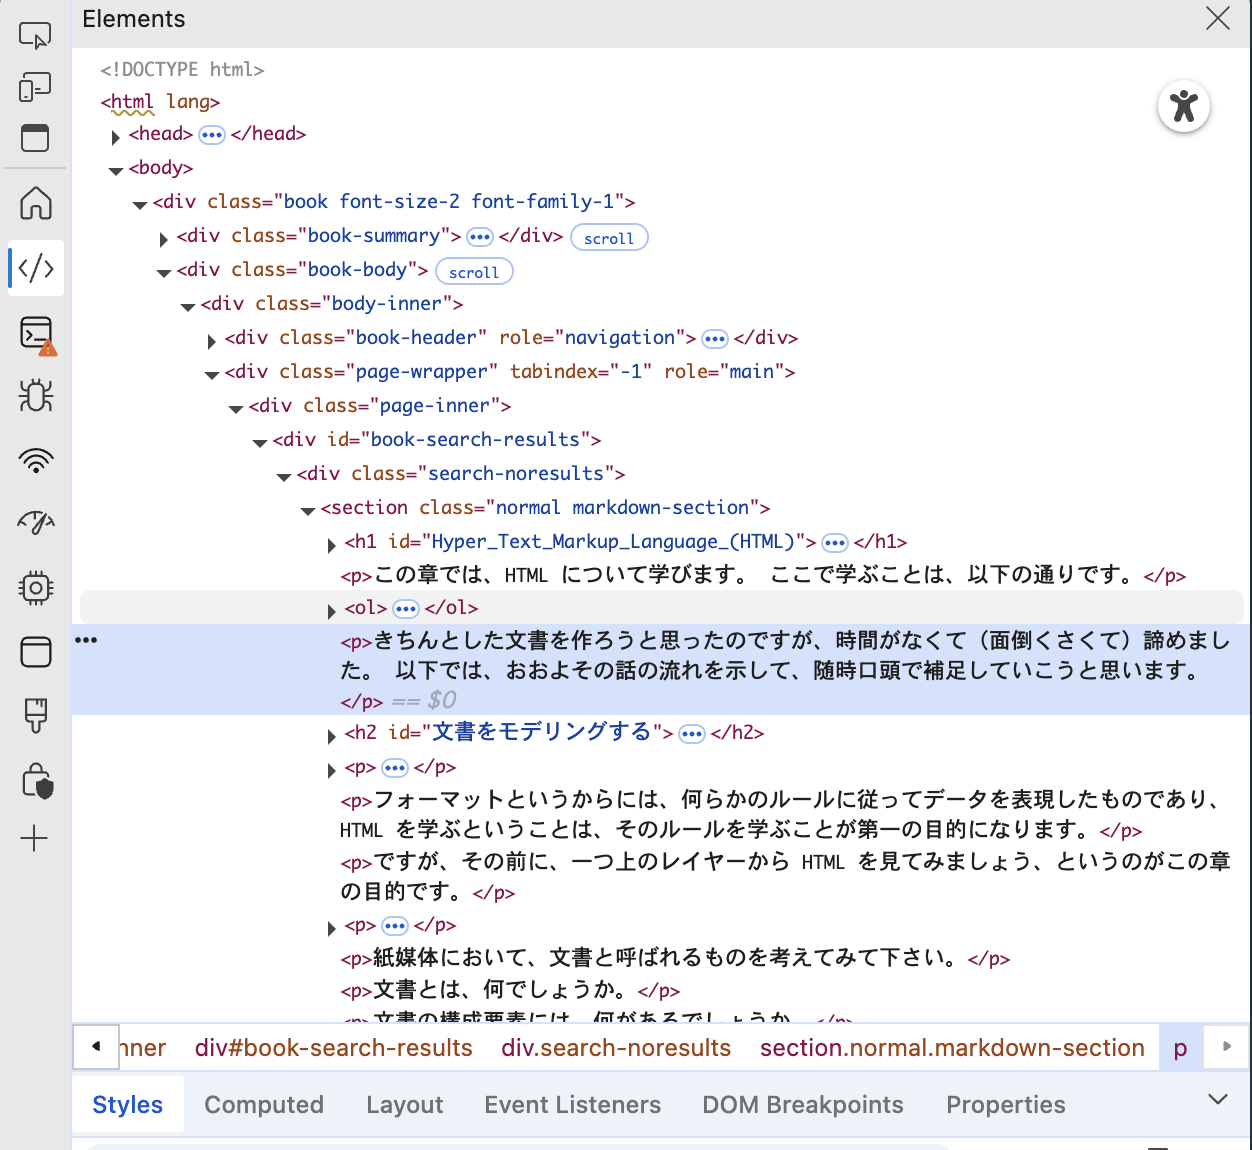 Elements
<!DOCTYPE html>
<html lang>
<head> ••• </head>
<body>
<div class="book font-size-2 font-family-1">
<div class="book-summary"> ••• </div> scroll
<div class="book-body"> scroll
<div class="body-inner">
<div class="book-header" role="navigation"> ••• </div>
<div class="page-wrapper" tabindex="-1" role="main">
<div class="page-inner">
<div id="book-search-results">
<div class="search-noresults">
<section class="normal markdown-section">
<h1 id="Hyper_Text_Markup_Language_(HTML)"> ••• </h1>
<p>この章では、HTML について学びます。 ここで学ぶことは、以下の通りです。</p>
<ol> ••• </ol>
••• <p>きちんとした文書を作ろうと思ったのですが、時間がなくて（面倒くさくて）諦めまし
た。 以下では、おおよその話の流れを示して、随時口頭で補足していこうと思います。
</p> == $0
<h2 id="文書をモデリングする"> ••• </h2>
<p> ••• </p>
<p>フォーマットというからには、何らかのルールに従ってデータを表現したものであり、
HTML を学ぶということは、そのルールを学ぶことが第一の目的になります。</p>
<p>ですが、その前に、一つ上のレイヤーから HTML を見てみましょう、というのがこの章
の目的です。</p>
<p> ••• </p>
<p>紙媒体において、文書と呼ばれるものを考えてみて下さい。</p>
<p>文書とは、何でしょうか。</p>
<p>文書の構成要素には、何があるでしょうか。</p>
nner div#book-search-results div.search-noresults section.normal.markdown-section p
Styles Computed Layout Event Listeners DOM Breakpoints Properties